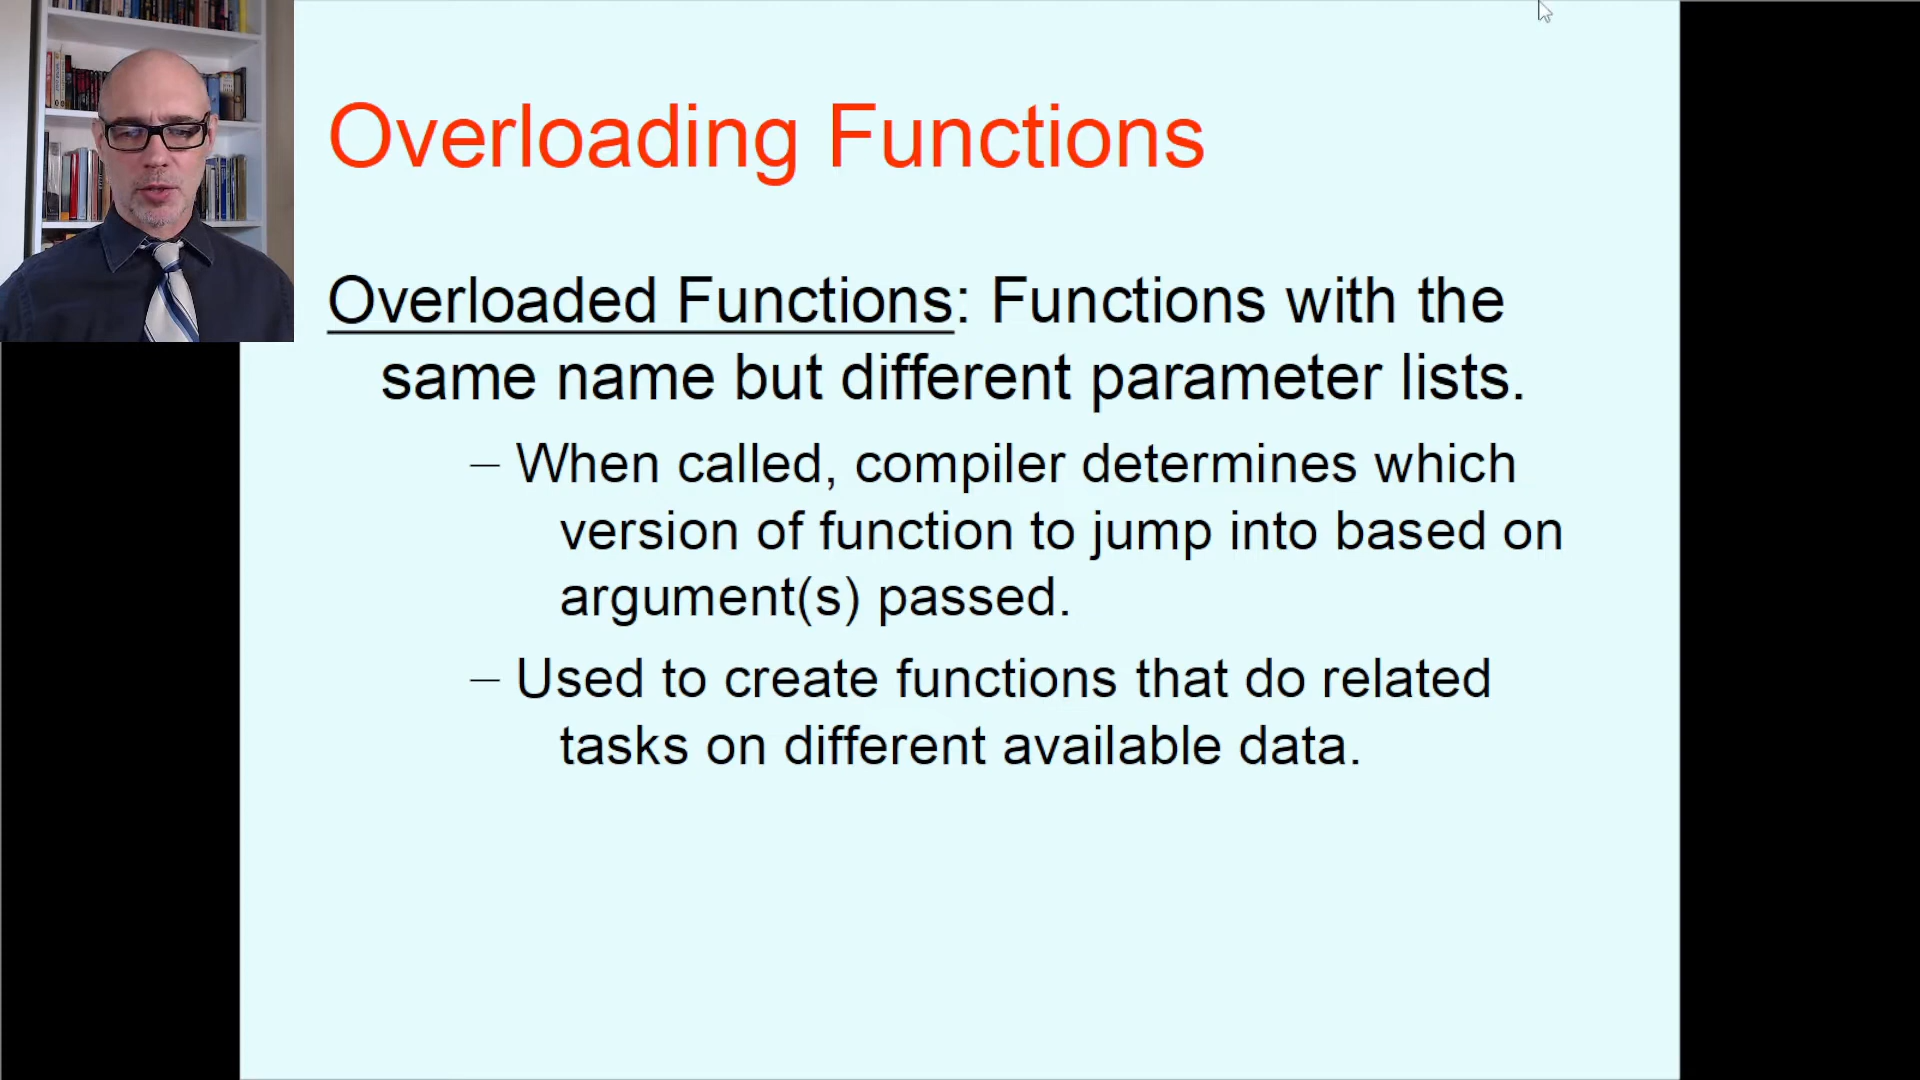 Overloading Functions
Overloaded Functions: Functions with the
same name but different parameter lists.
– When called, compiler determines which
version of function to jump into based on
argument(s) passed.
– Used to create functions that do related
tasks on different available data.